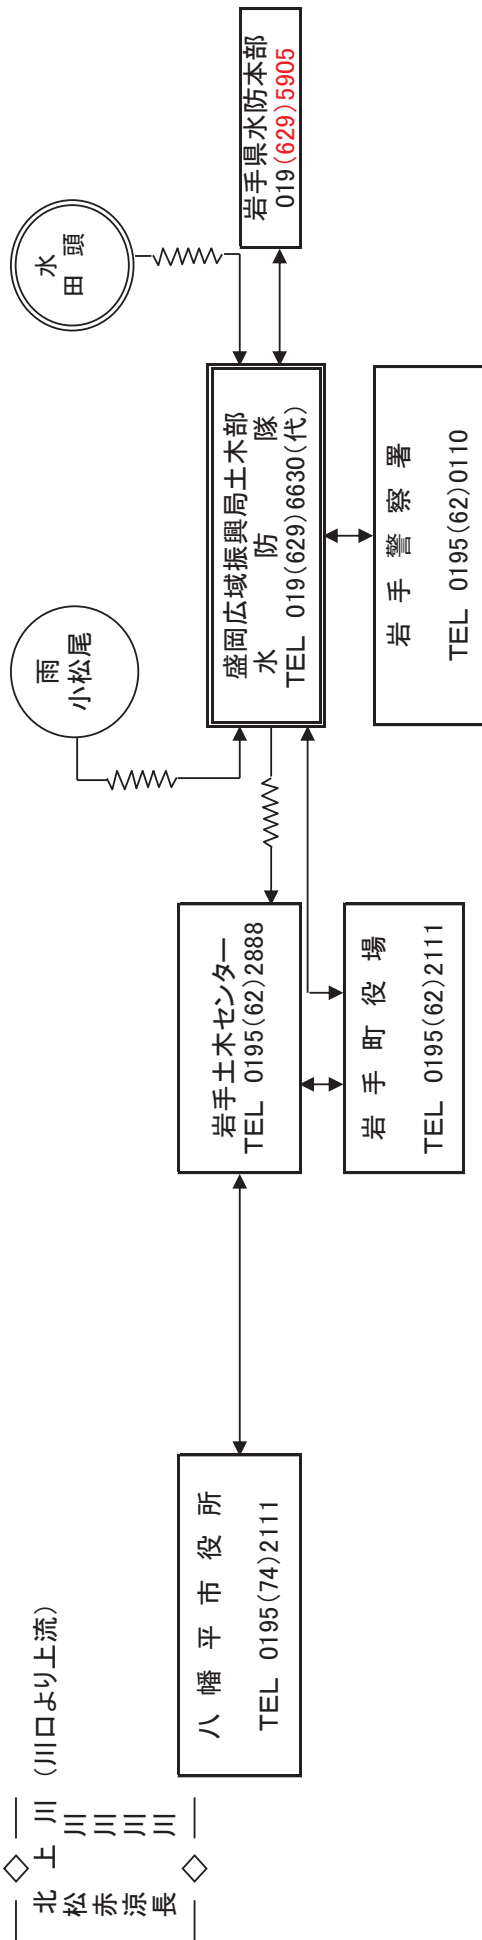 北上川（川口より上流）
松川
赤川
涼川
長川
八幡平市役所
TEL 0195(74)2111
岩手土木センター
TEL 0195(62)2888
岩手町役場
TEL 0195(62)2111
雨
小松尾
盛岡広域振興局土木部
水防隊
TEL 019(629)6630(代)
岩手警察署
TEL 0195(62)0110
水
田頭
岩手県水防本部
019(629)5905